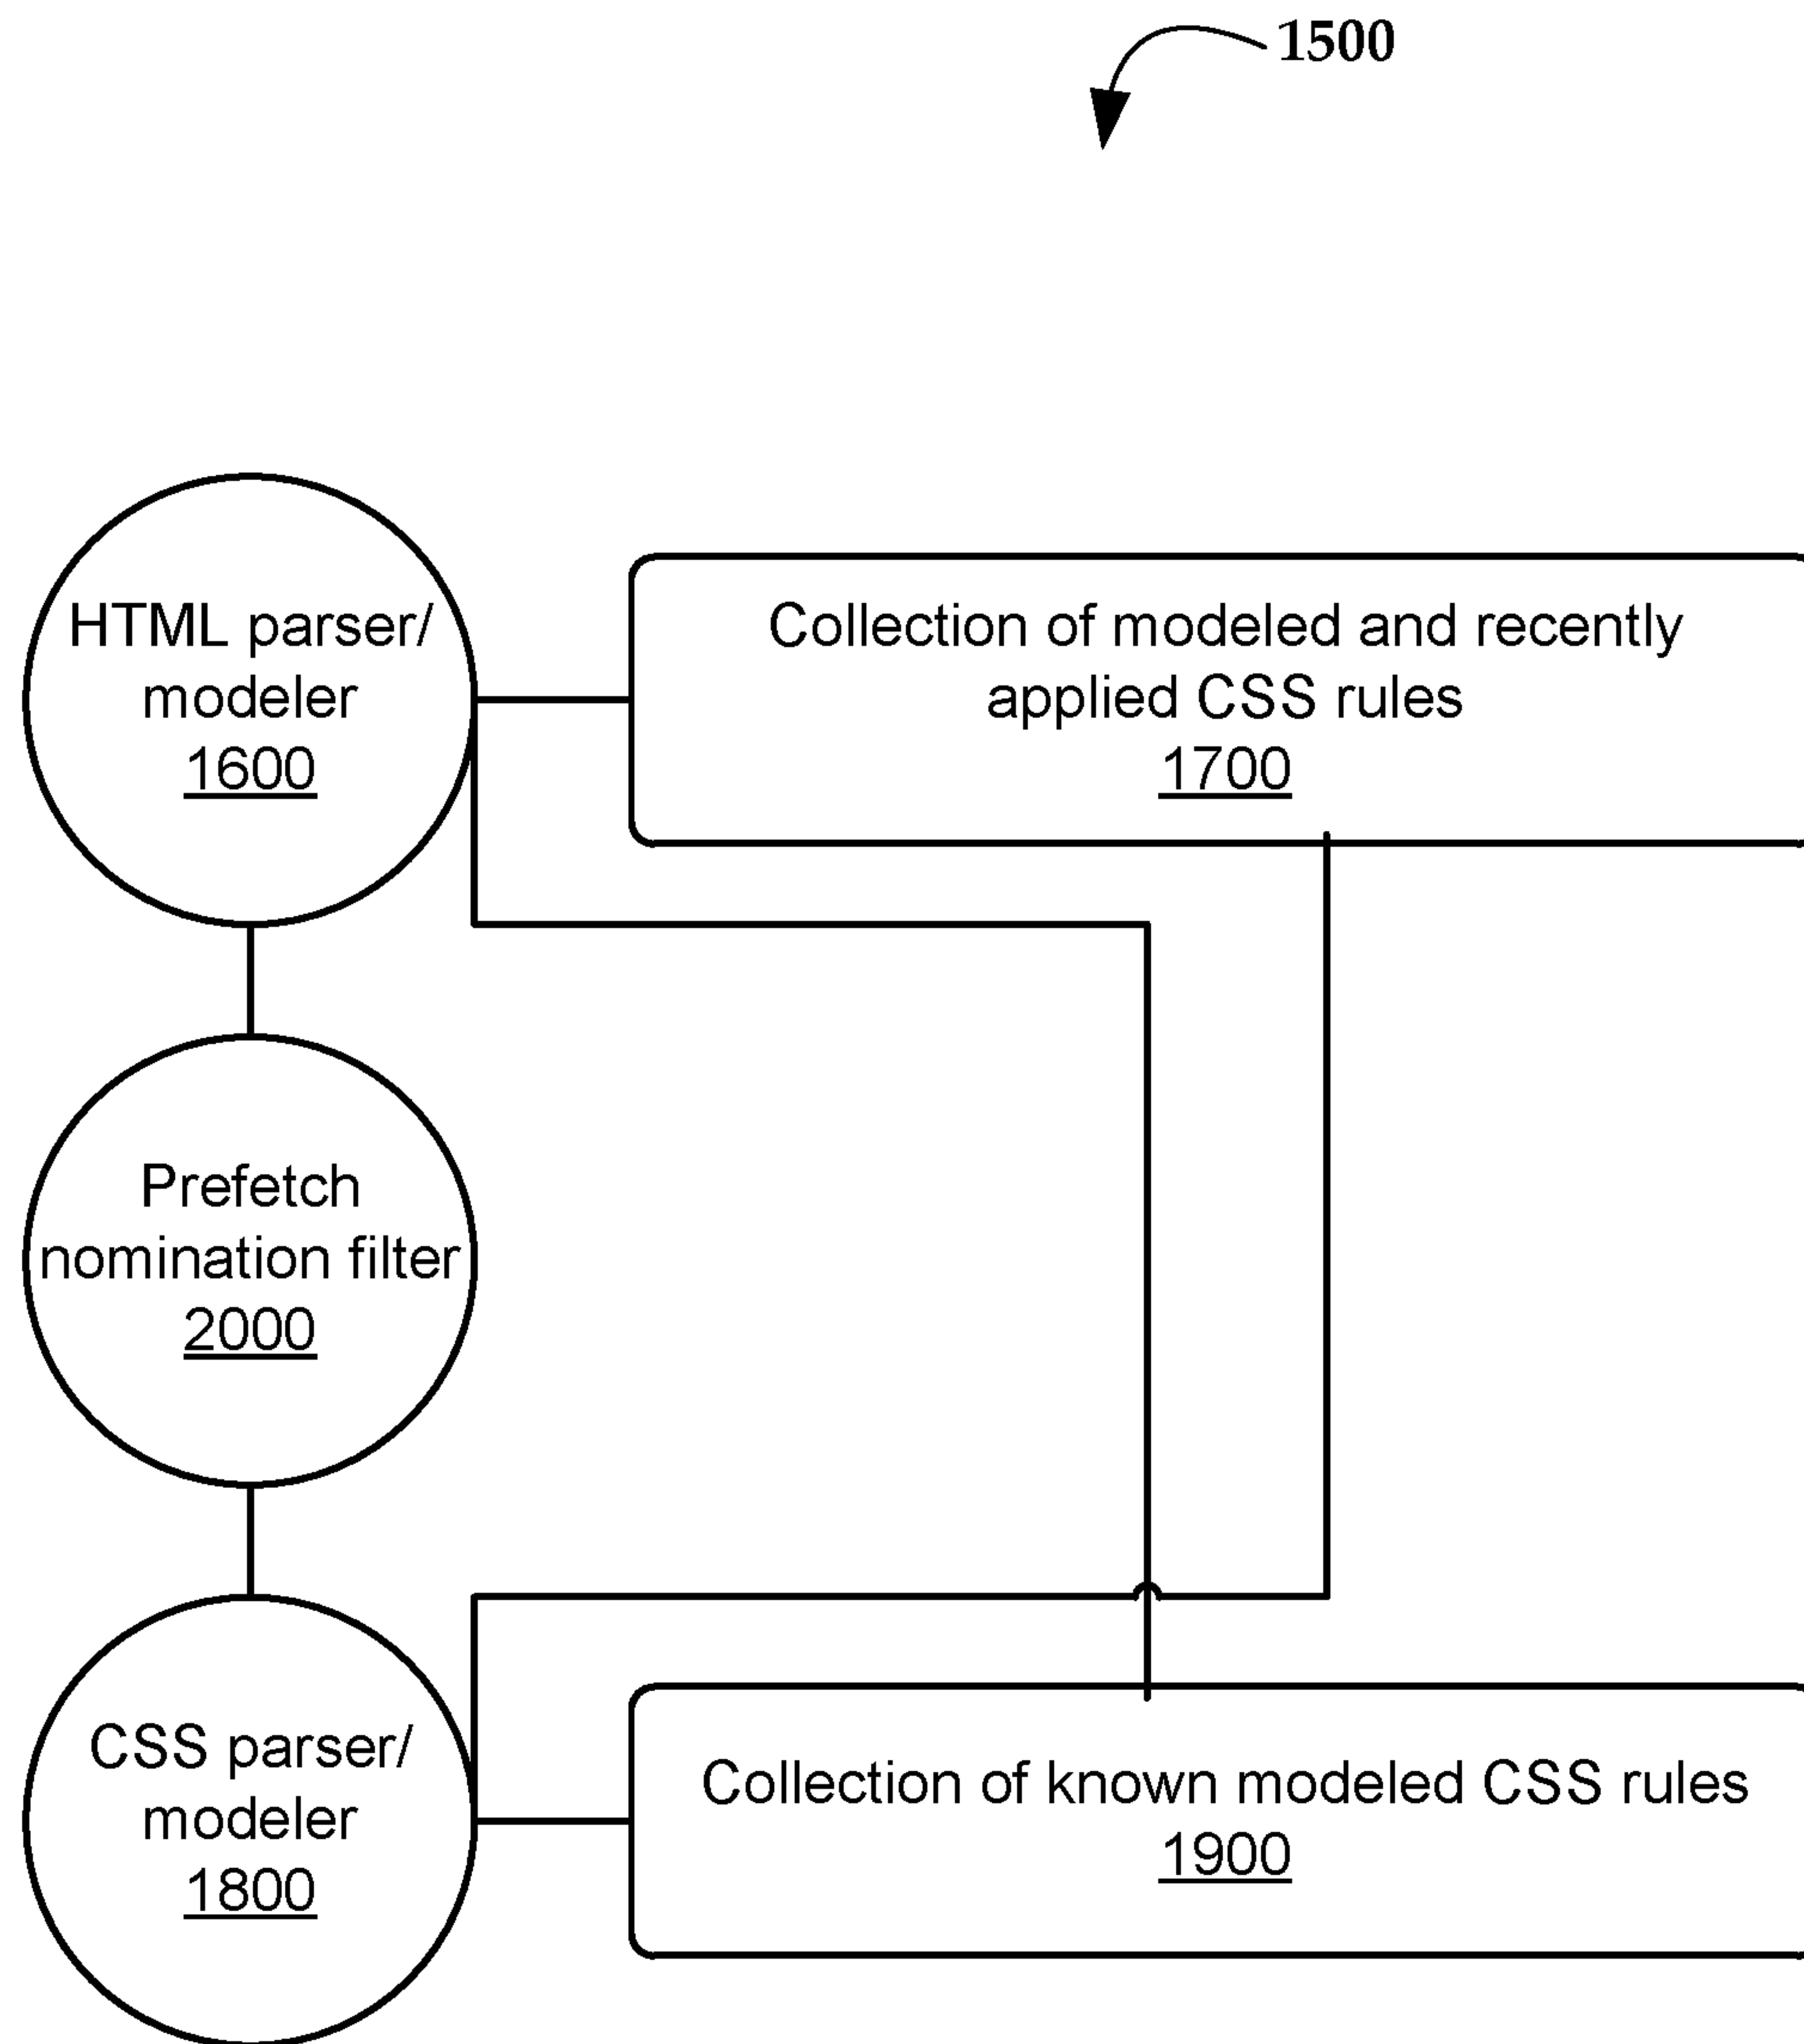 1500
HTML parser/
modeler
1600
Collection of modeled and recently
applied CSS rules
1700
Prefetch
nomination filter
2000
CSS parser/
modeler
1800
Collection of known modeled CSS rules
1900